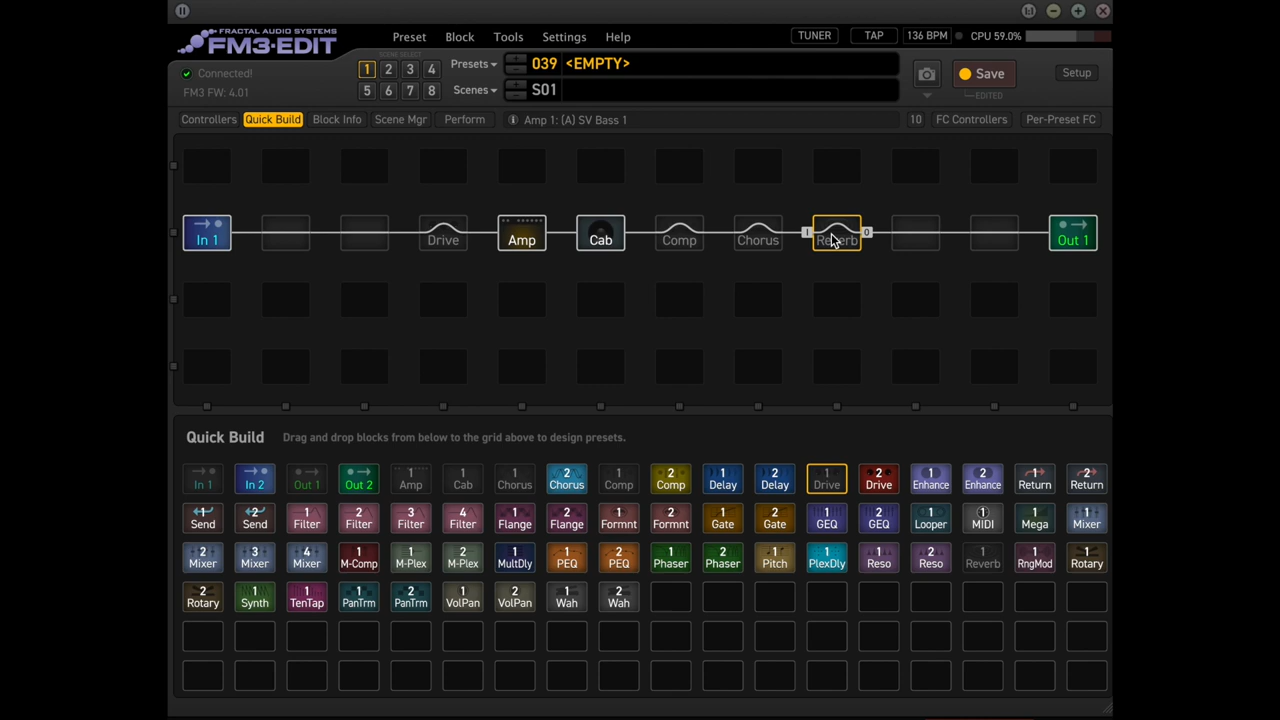 FRACTAL AUDIO SYSTEMS
FM3-EDIT
Preset Block Tools Settings Help
TUNER TAP 136 BPM CPU 59.0%
SCENE SELECT
1 2 3 4
5 6 7 8
Presets 039 <EMPTY>
Scenes S01
Connected!
FM3 FW: 4.01
Save
EDITED
Setup
Controllers Quick Build Block Info Scene Mgr Perform Amp 1: (A) SV Bass 1 10 FC Controllers Per-Preset FC
In 1 Drive Amp Cab Comp Chorus I Reverb O Out 1
Quick Build Drag and drop blocks from below to the grid above to design presets.
In 1 In 2 Out 1 Out 2 1 Amp 1 Cab 1 Chorus 2 Chorus 1 Comp 2 Comp 1 Delay 2 Delay 1 Drive 2 Drive 1 Enhance 2 Enhance 1 Return 2 Return
1 Send 2 Send 1 Filter 2 Filter 3 Filter 4 Filter 1 Flange 2 Flange 1 Formnt 2 Formnt 1 Gate 2 Gate 1 GEQ 2 GEQ 1 Looper MIDI 1 Mega 1 Mixer
2 Mixer 3 Mixer 4 Mixer 1 M-Comp 1 M-Plex 2 M-Plex 1 MultDly 1 PEQ 2 PEQ 1 Phaser 2 Phaser 1 Pitch 1 PlexDly 1 Reso 2 Reso 1 Reverb 1 RngMod 1 Rotary
2 Rotary 1 Synth 1 TenTap 1 PanTrm 2 PanTrm 1 VolPan 2 VolPan 1 Wah 2 Wah